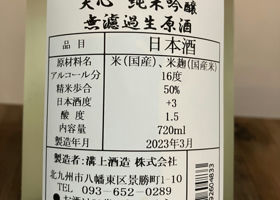 天心 純米吟醸
無濾過生原酒
品目 日本酒
原材料名 米(国産)、米麹(国産)
アルコール分 16度
精米歩合 50%
日本酒度 +3
酸度 1.5
内容量 720ml
製造年月 2023年3月
製造者:溝上酒造 株式会社
北九州市八幡東区景勝町1-10
TEL 093-652-0289